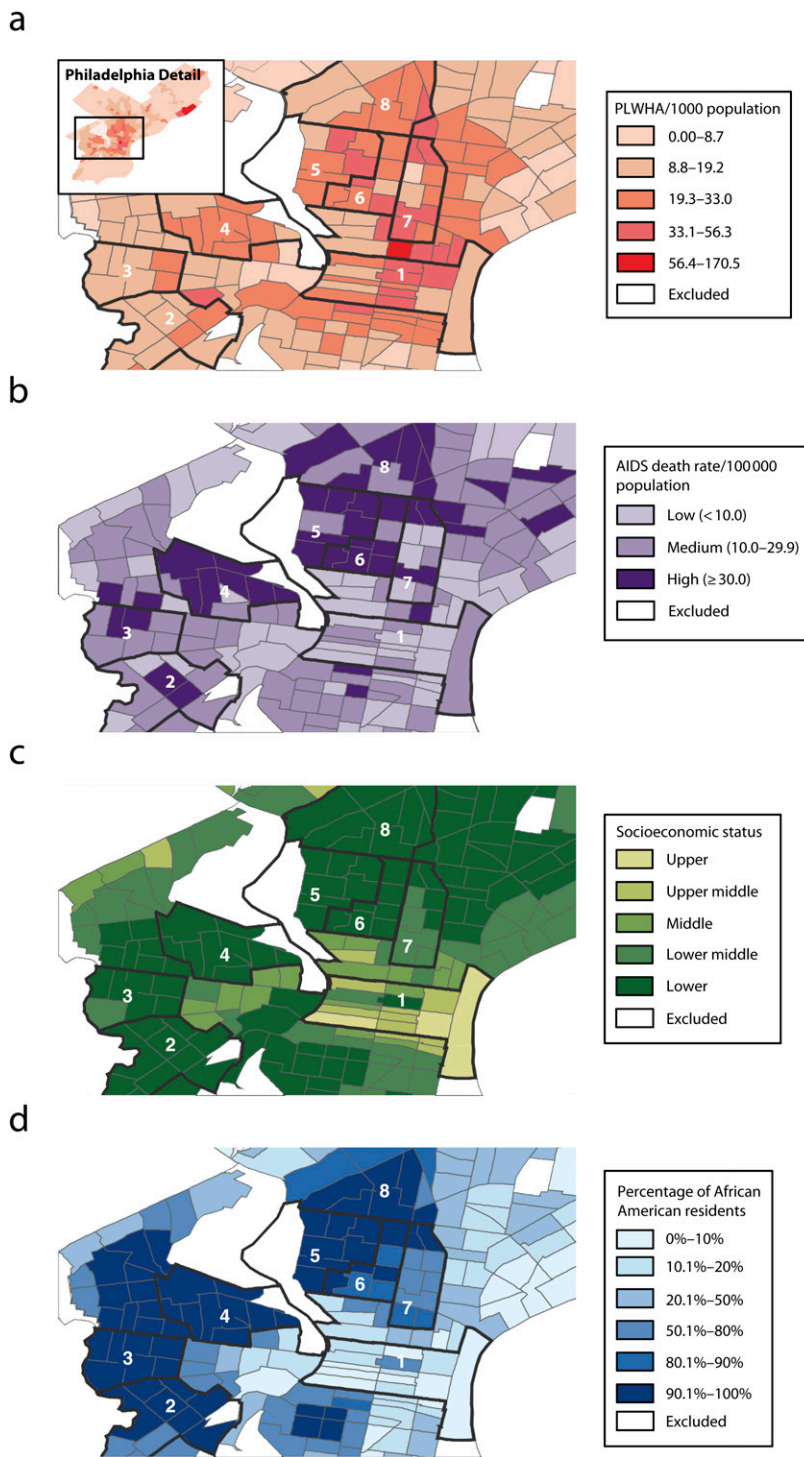 a
Philadelphia Detail
8
5
6
7
4
1
3
2
PLWHA/1000 population
0.00–8.7
8.8–19.2
19.3–33.0
33.1–56.3
56.4–170.5
Excluded
b
8
5
6
7
4
1
3
2
AIDS death rate/100 000
population
Low (< 10.0)
Medium (10.0–29.9)
High (≥ 30.0)
Excluded
c
8
5
6
7
4
1
3
2
Socioeconomic status
Upper
Upper middle
Middle
Lower middle
Lower
Excluded
d
8
5
6
7
4
1
3
2
Percentage of African
American residents
0%–10%
10.1%–20%
20.1%–50%
50.1%–80%
80.1%–90%
90.1%–100%
Excluded